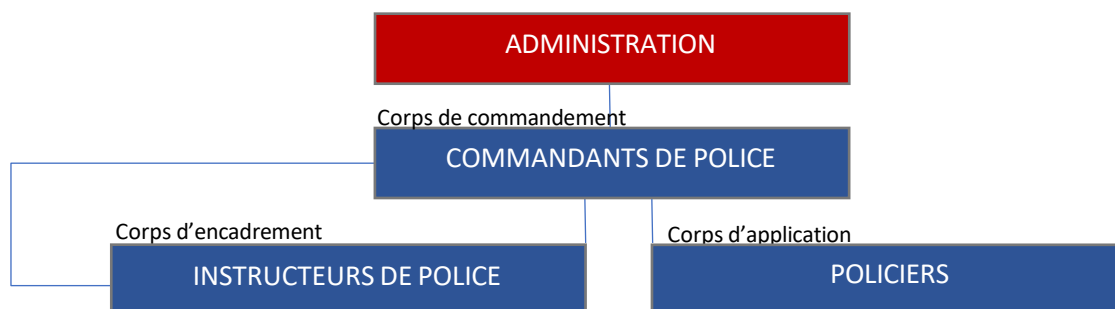 ADMINISTRATION
Corps de commandement
COMMANDANTS DE POLICE
Corps d’encadrement
Corps d’application
INSTRUCTEURS DE POLICE
POLICIERS